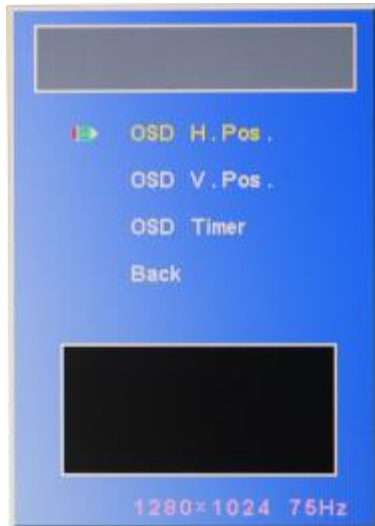 OSD H.Pos.
OSD V.Pos.
OSD Timer
Back
1280×1024 75Hz